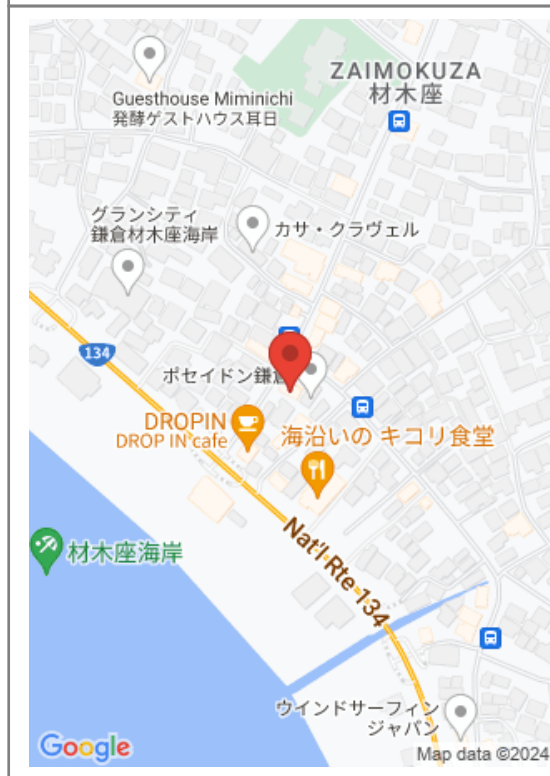 ZAIMOKUZA
材木座
Guesthouse Miminichi
発酵ゲストハウス耳日
グランシティ
鎌倉材木座海岸
カサ・クラヴェル
134
ポセイドン鎌倉
DROPIN
DROP IN cafe
海沿いの キコリ食堂
Nat'l Rte 134
材木座海岸
ウインドサーフィン
ジャパン
Google
Map data ©2024